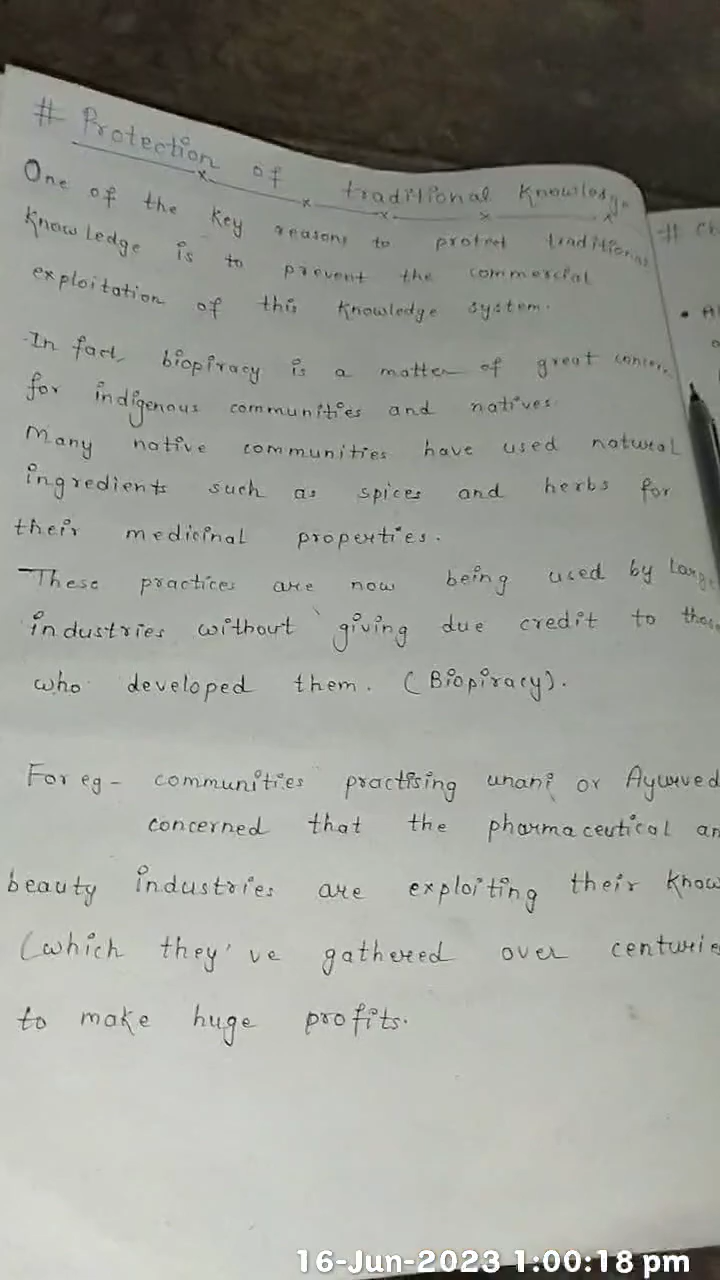 # Protection of traditional Knowledge
One of the Key reasons to protect traditional
Knowledge is to prevent the commercial
exploitation of this Knowledge system.
-In fact, biopiracy is a matter of great concern
for indigenous communities and natives.
Many native communities have used natural
ingredients such as spices and herbs for
their medicinal properties.
These practices are now being used by Large
industries without giving due credit to those
who developed them. (Biopiracy).
For eg - communities practising unani or Ayurved
concerned that the pharmaceutical an
beauty industries are exploiting their Know
(which they've gathered over centurie
to make huge profits.
# Ch
16-Jun-2023 1:00:18 pm